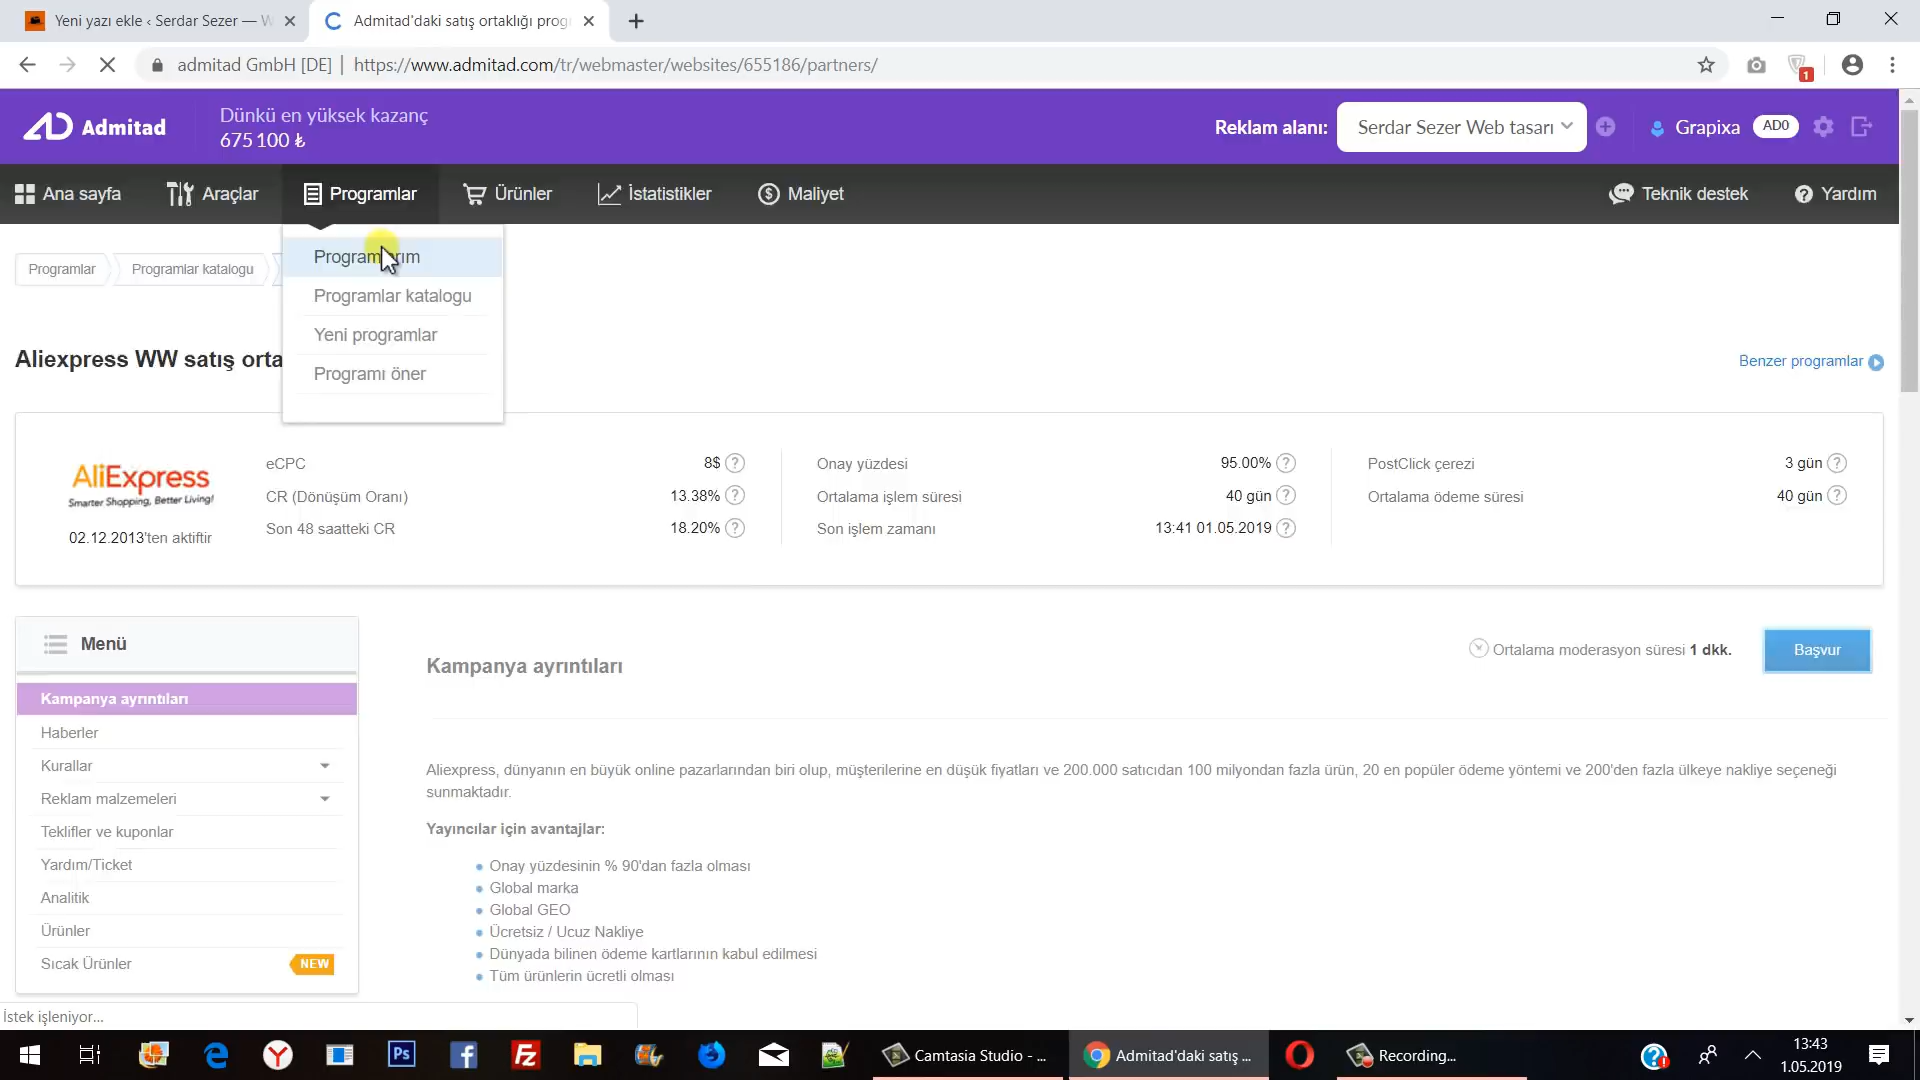 Yeni yazı ekle ‹ Serdar Sezer — W
Admitad'daki satış ortaklığı prog
admitad GmbH [DE] | https://www.admitad.com/tr/webmaster/websites/655186/partners/
1
Admitad
Dünkü en yüksek kazanç
675 100 ₺
Reklam alanı:
Serdar Sezer Web tasarı
Grapixa
AD0
Ana sayfa
Araçlar
Programlar
Ürünler
İstatistikler
Maliyet
Teknik destek
Yardım
Programlar
Programlar katalogu
Programlarım
Programlar katalogu
Yeni programlar
Programı öner
Aliexpress WW satış orta
Benzer programlar
AliExpress
Smarter Shopping, Better Living!
02.12.2013'ten aktiftir
eCPC 8$ ?
CR (Dönüşüm Oranı) 13.38% ?
Son 48 saatteki CR 18.20% ?
Onay yüzdesi 95.00% ?
Ortalama işlem süresi 40 gün ?
Son işlem zamanı 13:41 01.05.2019 ?
PostClick çerezi 3 gün ?
Ortalama ödeme süresi 40 gün ?
Menü
Kampanya ayrıntıları
Haberler
Kurallar
Reklam malzemeleri
Teklifler ve kuponlar
Yardım/Ticket
Analitik
Ürünler
Sıcak Ürünler NEW
Kampanya ayrıntıları
Ortalama moderasyon süresi 1 dkk.
Başvur
Aliexpress, dünyanın en büyük online pazarlarından biri olup, müşterilerine en düşük fiyatları ve 200.000 satıcıdan 100 milyondan fazla ürün, 20 en popüler ödeme yöntemi ve 200'den fazla ülkeye nakliye seçeneği
sunmaktadır.
Yayıncılar için avantajlar:
Onay yüzdesinin % 90'dan fazla olması
Global marka
Global GEO
Ücretsiz / Ucuz Nakliye
Dünyada bilinen ödeme kartlarının kabul edilmesi
Tüm ürünlerin ücretli olması
İstek işleniyor...
Ps
Fz
Camtasia Studio - ...
Admitad'daki satış ...
Recording...
13:43
1.05.2019